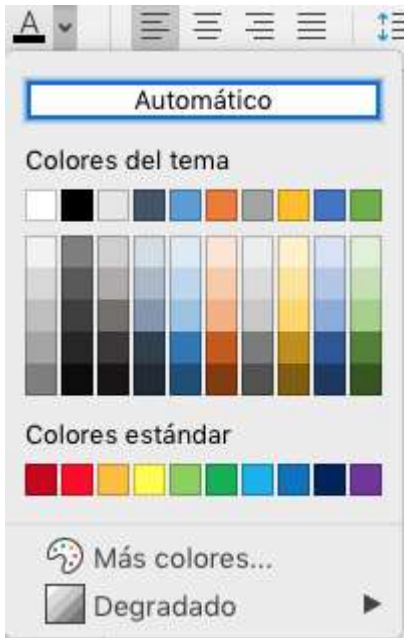 A
Automático
Colores del tema
Colores estándar
Más colores...
Degradado